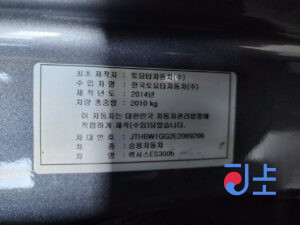 최초 제작자 : 토요타자동차(주)
수 입 자 명 : 한국토요타자동차(주)
제 작 년 도 : 2014년
차량 총중량 : 2010 kg.
이 자동차는 대한민국 자동차관리법령에
적합하게 제작(수입)되었습니다.
차 대 번 호 : JTHBW1GG2E2069296
차 종 : 승용자동차
차 명 : 렉서스ES300h